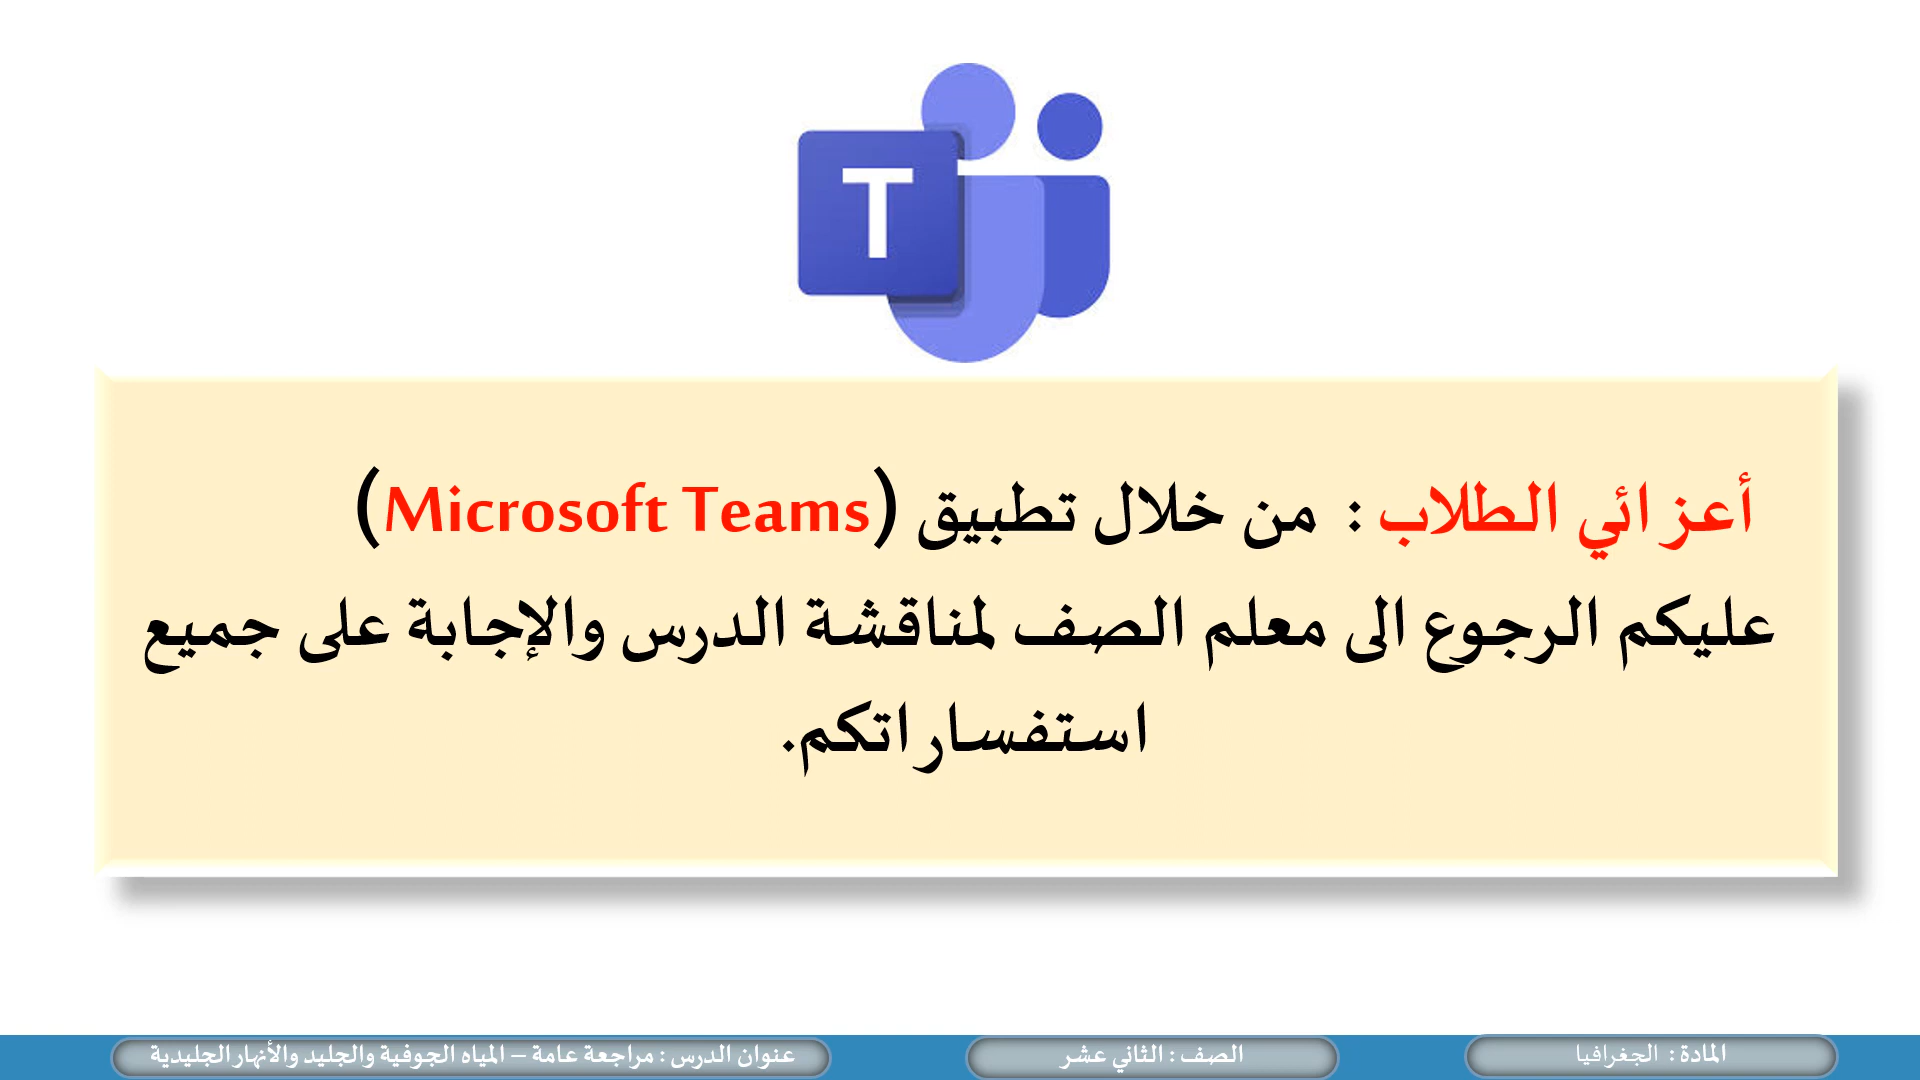 T
أعزائي الطلاب : من خلال تطبيق (Microsoft Teams)
عليكم الرجوع الى معلم الصف لمناقشة الدرس والإجابة على جميع
استفساراتكم.
المادة : الجغرافيا
الصف : الثاني عشر
عنوان الدرس : مراجعة عامة – المياه الجوفية والجليد والأنهار الجليدية